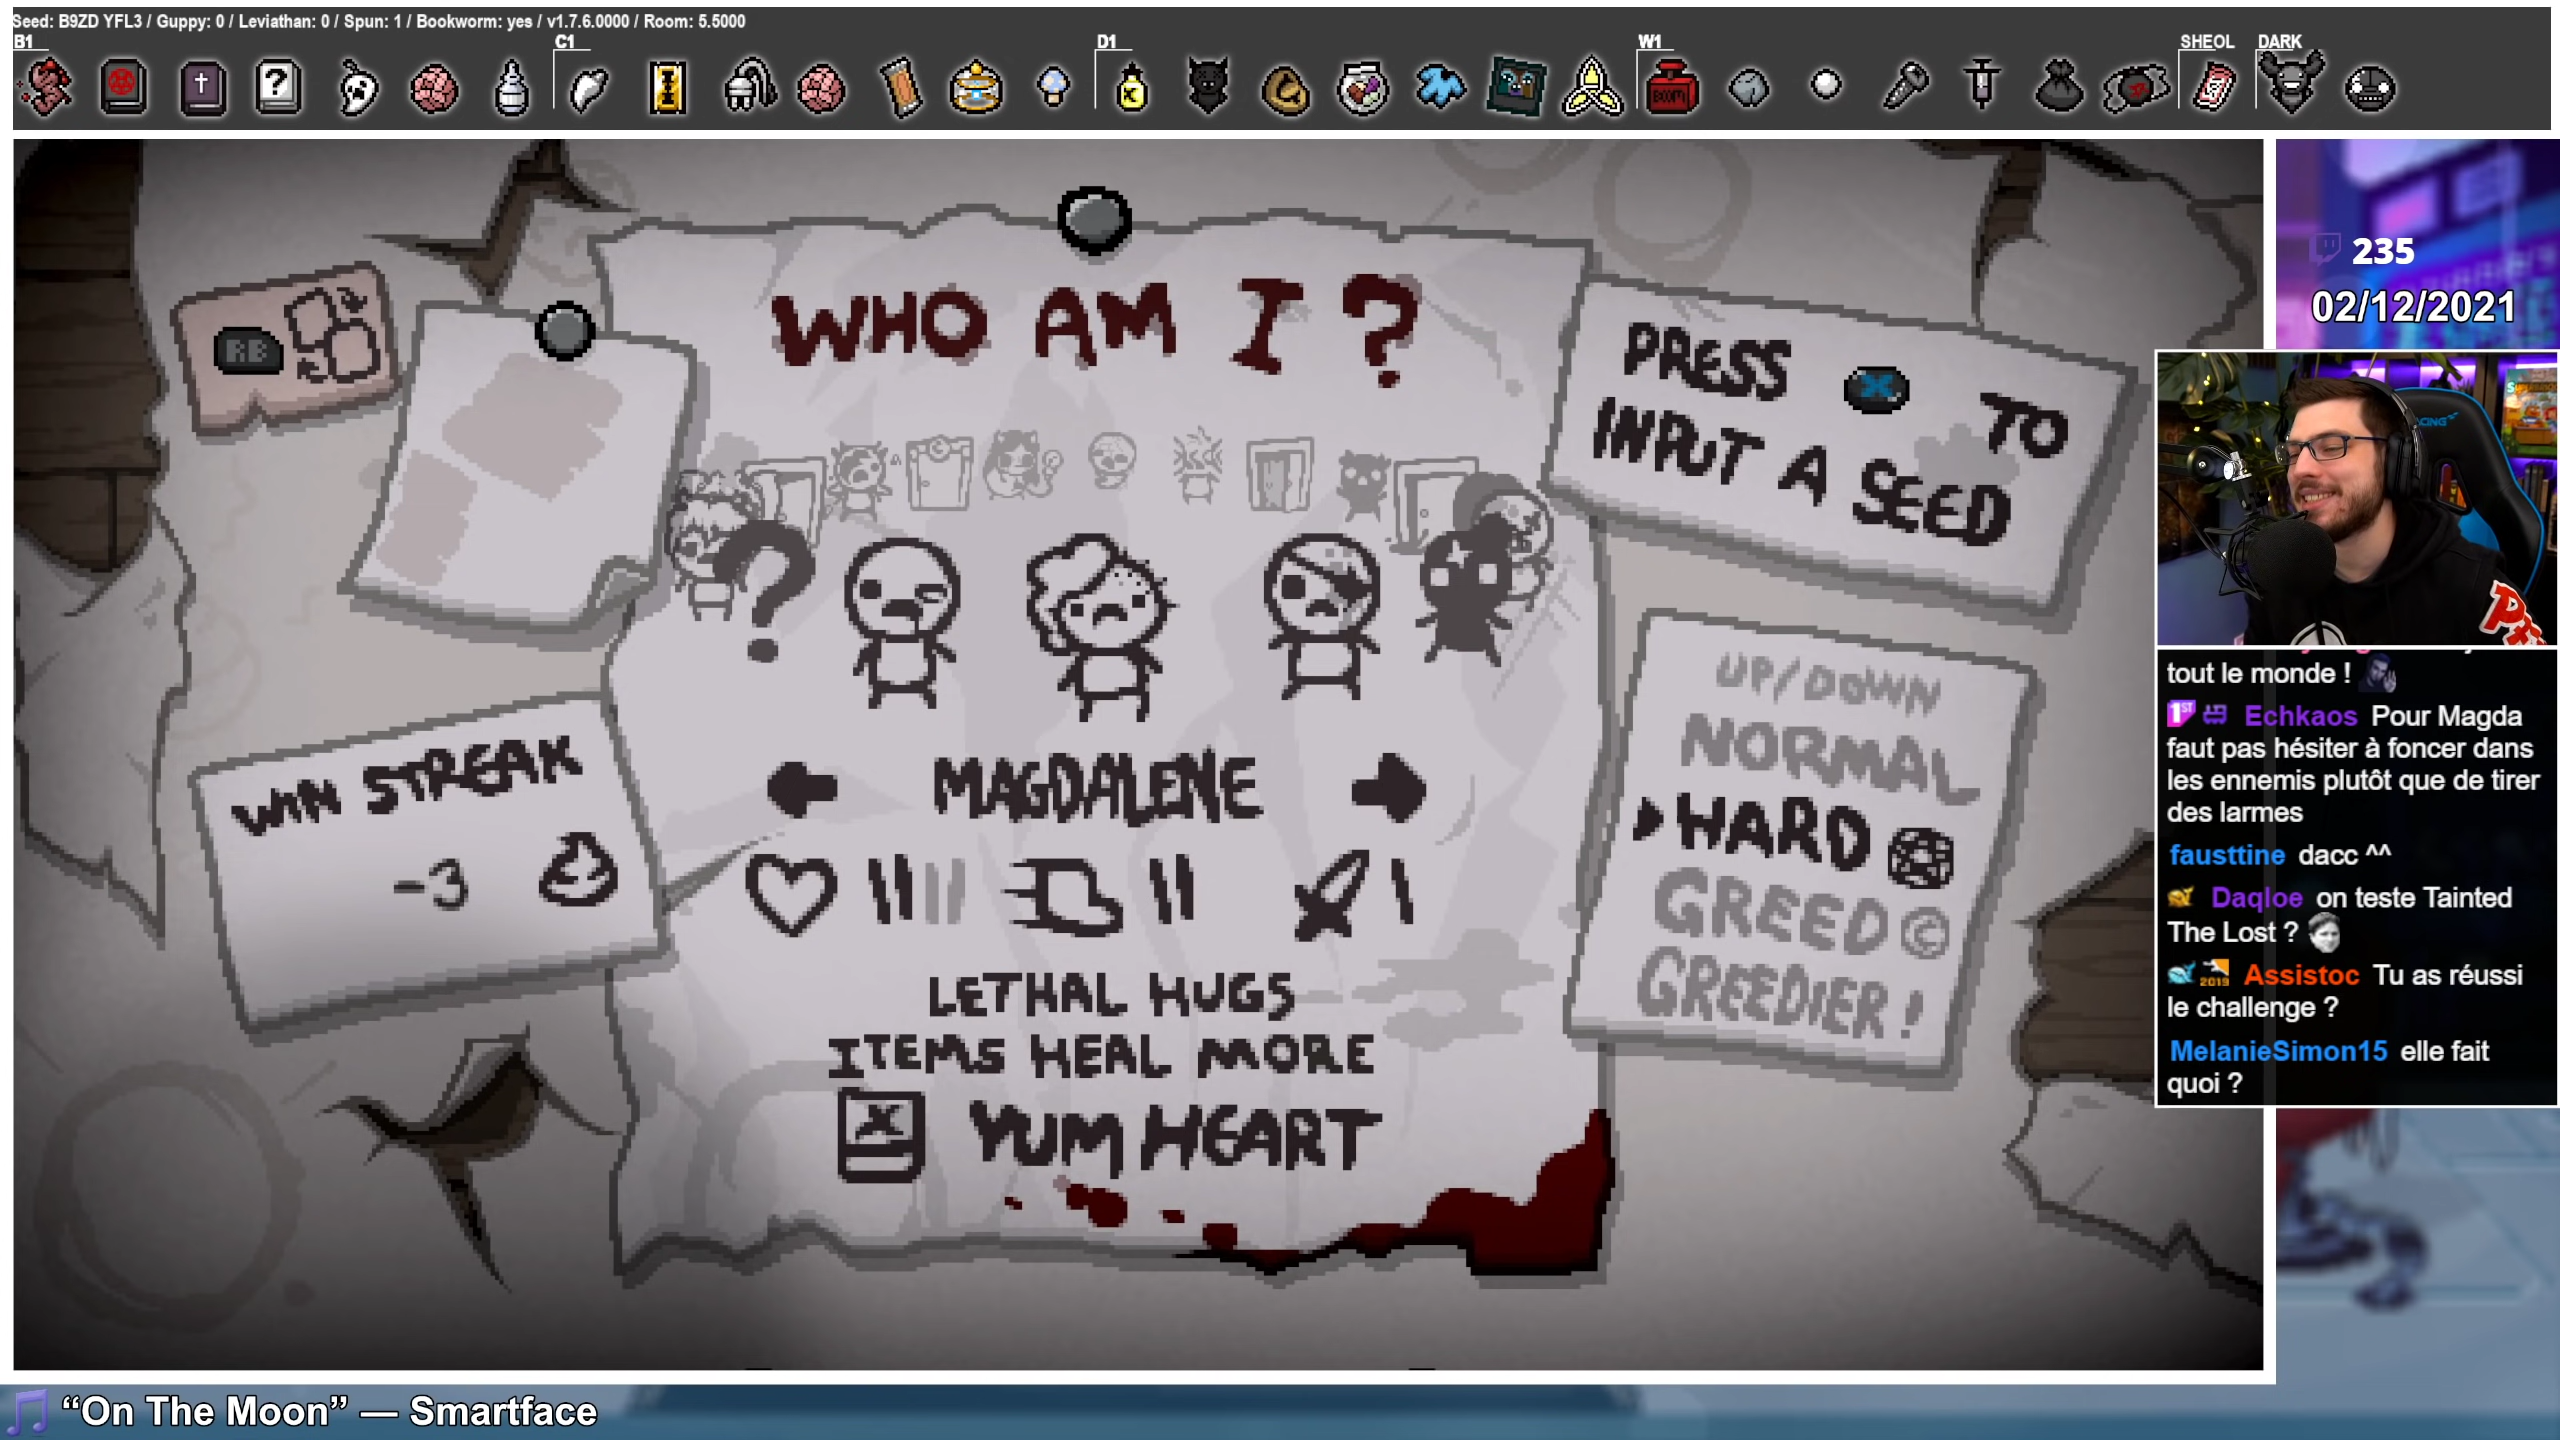 Seed: B9ZD YFL3 / Guppy: 0 / Leviathan: 0 / Spun: 1 / Bookworm: yes / v1.7.6.0000 / Room: 5.5000
B1 C1 D1 W1 SHEOL DARK
BOOM
235
02/12/2021
RB
WHO AM I?
PRESS X TO
INPUT A SEED
WIN STREAK
-3
MAGDALENE
LETHAL HUGS
ITEMS HEAL MORE
YUM HEART
UP/DOWN
NORMAL
HARD
GREED
GREEDIER!
tout le monde !
1ST Echkaos Pour Magda
faut pas hésiter à foncer dans
les ennemis plutôt que de tirer
des larmes
fausttine dacc ^^
Daqloe on teste Tainted
The Lost ?
2019 Assistoc Tu as réussi
le challenge ?
MelanieSimon15 elle fait
quoi ?
“On The Moon” — Smartface